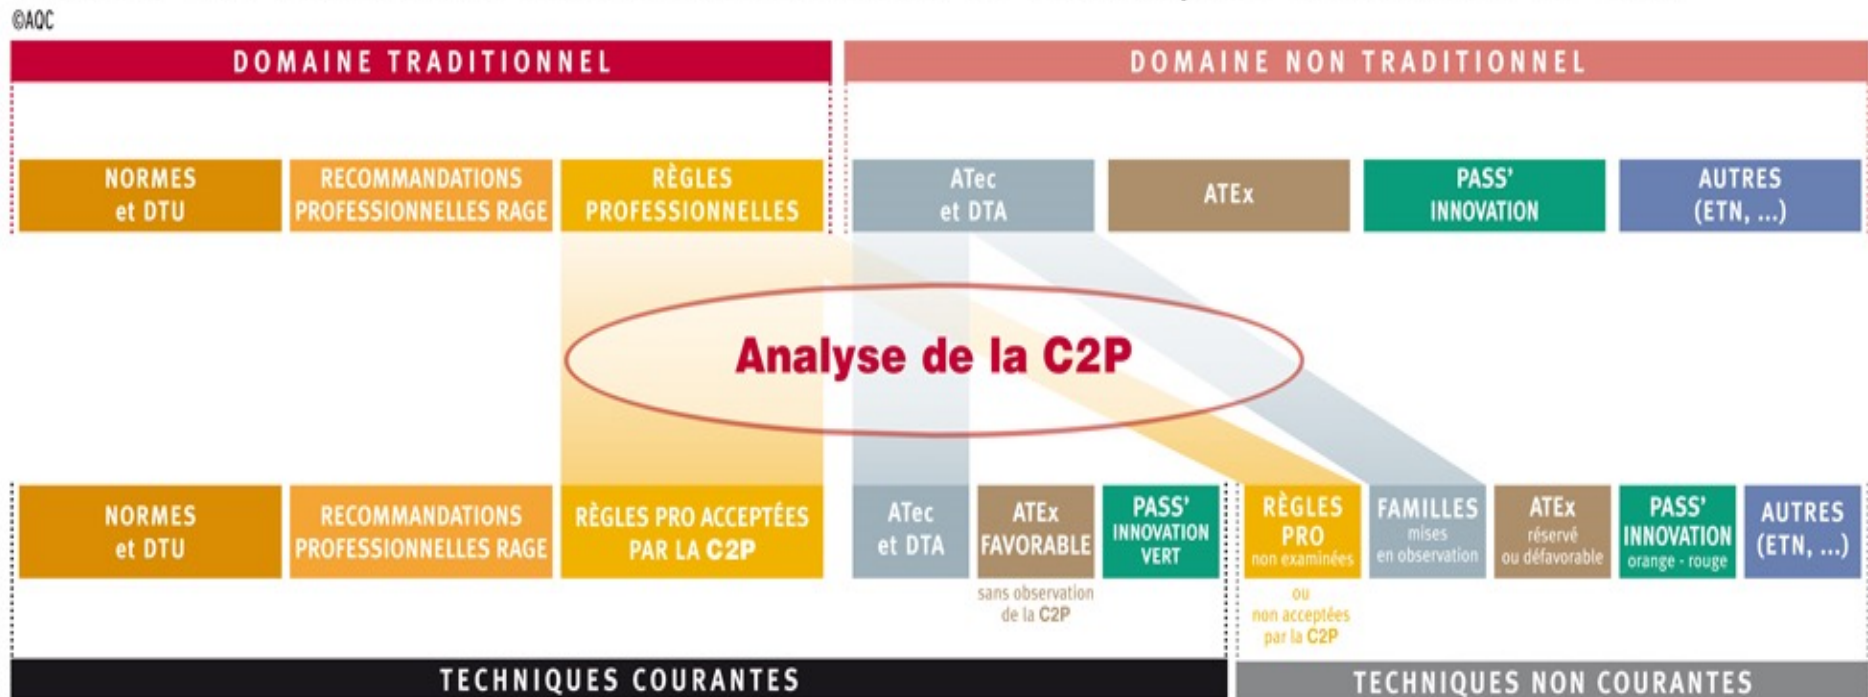 ©AQC
DOMAINE TRADITIONNEL
DOMAINE NON TRADITIONNEL
NORMES
et DTU
RECOMMANDATIONS
PROFESSIONNELLES RAGE
RÈGLES
PROFESSIONNELLES
ATec
et DTA
ATEx
PASS'
INNOVATION
AUTRES
(ETN, ...)
Analyse de la C2P
NORMES
et DTU
RECOMMANDATIONS
PROFESSIONNELLES RAGE
RÈGLES PRO ACCEPTÉES
PAR LA C2P
ATec
et DTA
ATEx
FAVORABLE
sans observation
de la C2P
PASS'
INNOVATION
VERT
RÈGLES
PRO
non examinées
ou
non acceptées
par la C2P
FAMILLES
mises
en observation
ATEx
réservé
ou défavorable
PASS'
INNOVATION
orange - rouge
AUTRES
(ETN, ...)
TECHNIQUES COURANTES
TECHNIQUES NON COURANTES